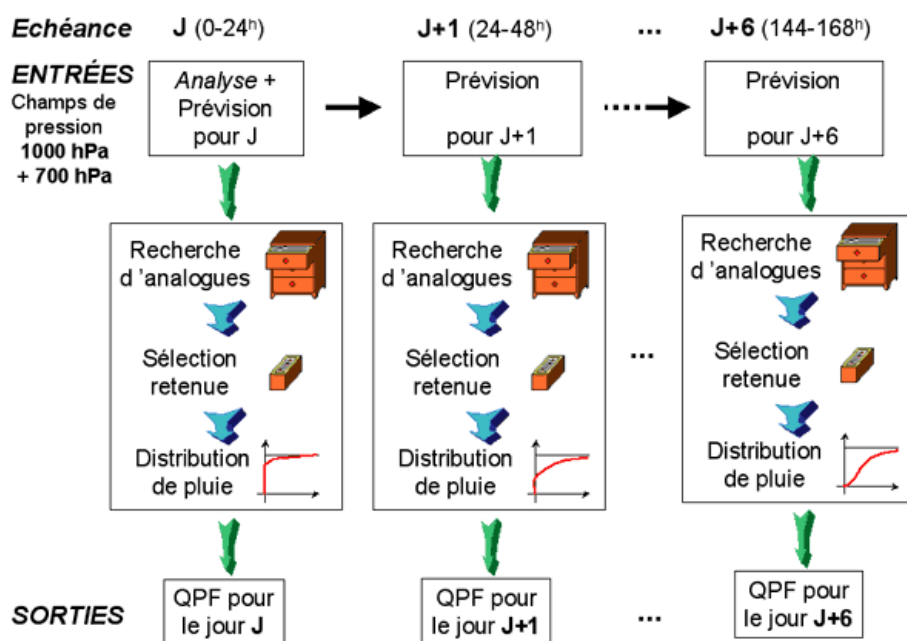 Echéance J (0-24h) J+1 (24-48h) ... J+6 (144-168h)
ENTRÉES
Champs de
pression
1000 hPa
+ 700 hPa
Analyse +
Prévision
pour J
Prévision
pour J+1
Prévision
pour J+6
Recherche
d 'analogues
Sélection
retenue
Distribution
de pluie
Recherche
d 'analogues
Sélection
retenue
Distribution
de pluie
...
Recherche
d 'analogues
Sélection
retenue
Distribution
de pluie
SORTIES
QPF pour
le jour J
QPF pour
le jour J+1
...
QPF pour
le jour J+6